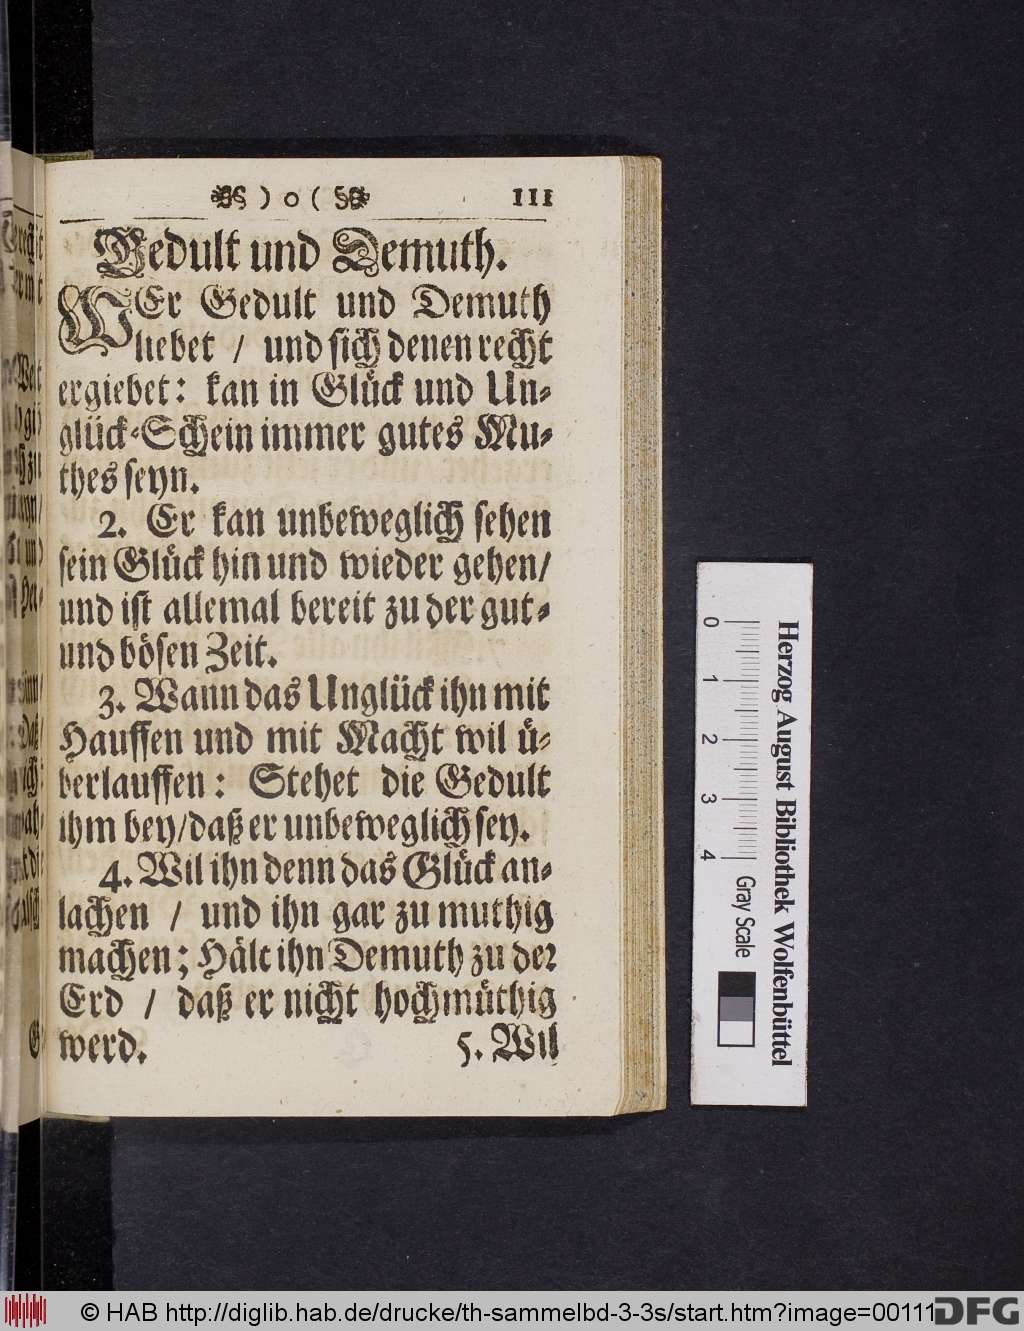 ) o ( 111
Gedult und Demuth.
WEr Gedult und Demuth
liebet / und sich denen recht
ergiebet: kan in Glück und Un-
glück-Schein immer gutes Mu-
thes seyn.
2. Er kan unbeweglich sehen
sein Glück hin und wieder gehen/
und ist allemal bereit zu der gut-
und bösen Zeit.
3. Wann das Unglück ihn mit
Hauffen und mit Macht wil ü-
berlauffen: Stehet die Gedult
ihm bey/daß er unbeweglich sey.
4. Wil ihn denn das Glück an-
lachen / und ihn gar zu muthig
machen; Hält ihn Demuth zu der
Erd / daß er nicht hochmüthig
werd. 5. Wil
0 1 2 3 4
Herzog August Bibliothek Wolfenbüttel
Gray Scale
© HAB http://diglib.hab.de/drucke/th-sammelbd-3-3s/start.htm?image=00111
DFG